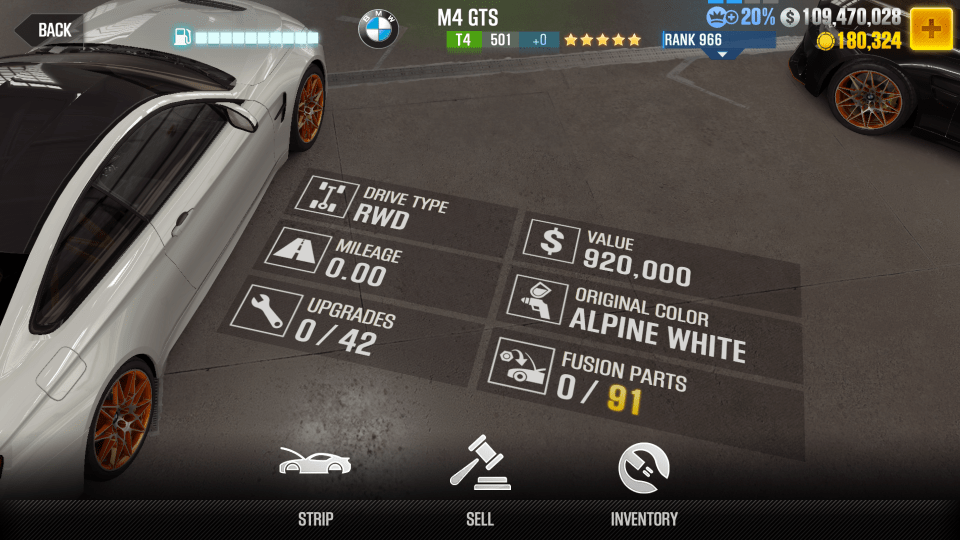 BACK
BMW
M4 GTS
T4 501 +0
RANK 966
20%
109,470,028
180,324
DRIVE TYPE
RWD
MILEAGE
0.00
UPGRADES
0 / 42
VALUE
920,000
ORIGINAL COLOR
ALPINE WHITE
FUSION PARTS
0 / 91
STRIP
SELL
INVENTORY